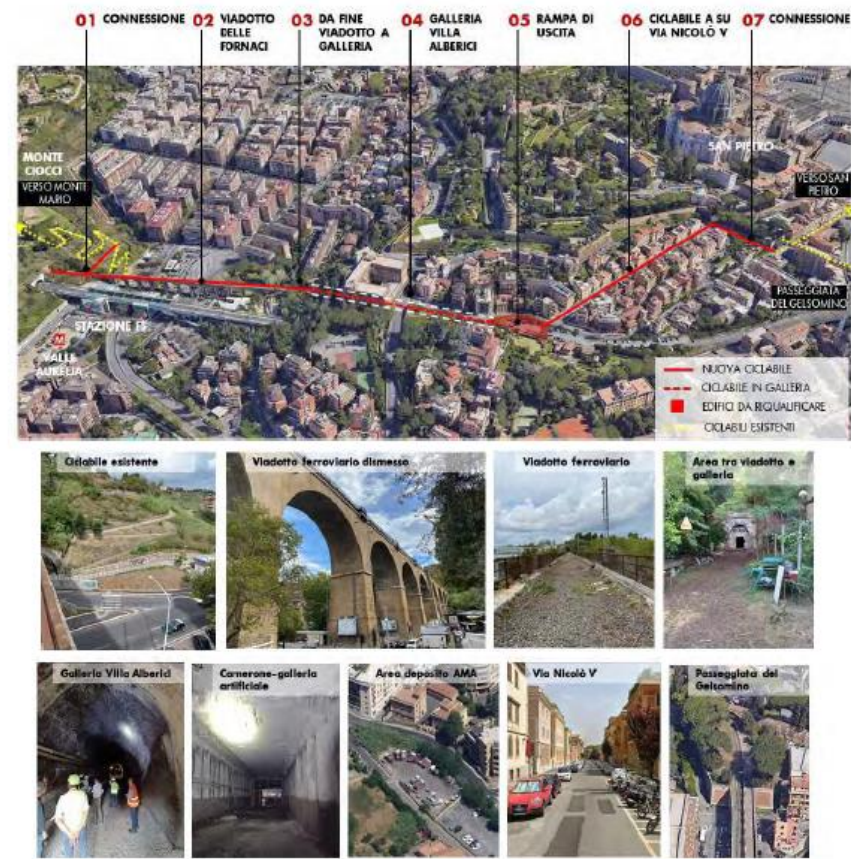 01 CONNESSIONE
02 VIADOTTO
DELLE
FORNACI
03 DA FINE
VIADOTTO A
GALLERIA
04 GALLERIA
VILLA
ALBERICI
05 RAMPA DI
USCITA
06 CICLABILE A SU
VIA NICOLÒ V
07 CONNESSIONE
MONTE
CIOCCI
VERSO MONTE
MARIO
SAN PIETRO
VERSO SAN
PIETRO
PASSEGGIATA
DEL GELSOMINO
STAZIONE FS
M
VALLE
AURELIA
NUOVA CICLABILE
CICLABILE IN GALLERIA
EDIFICI DA RIQUALIFICARE
CICLABILI ESISTENTI
Ciclabile esistente
Viadotto ferroviario dismesso
Viadotto ferroviario
Area tra viadotto e
galleria
Galleria Villa Alberici
Camerone-galleria
artificiale
Area deposito AMA
Via Nicolò V
Passeggiata del
Gelsomino